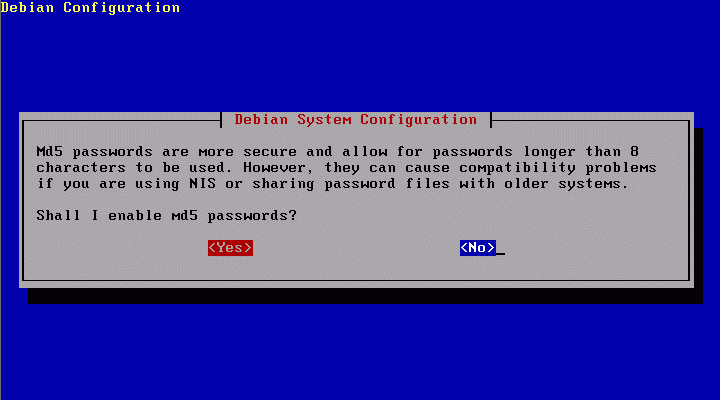 Debian Configuration
Debian System Configuration
Md5 passwords are more secure and allow for passwords longer than 8
characters to be used. However, they can cause compatibility problems
if you are using NIS or sharing password files with older systems.
Shall I enable md5 passwords?
<Yes> <No>